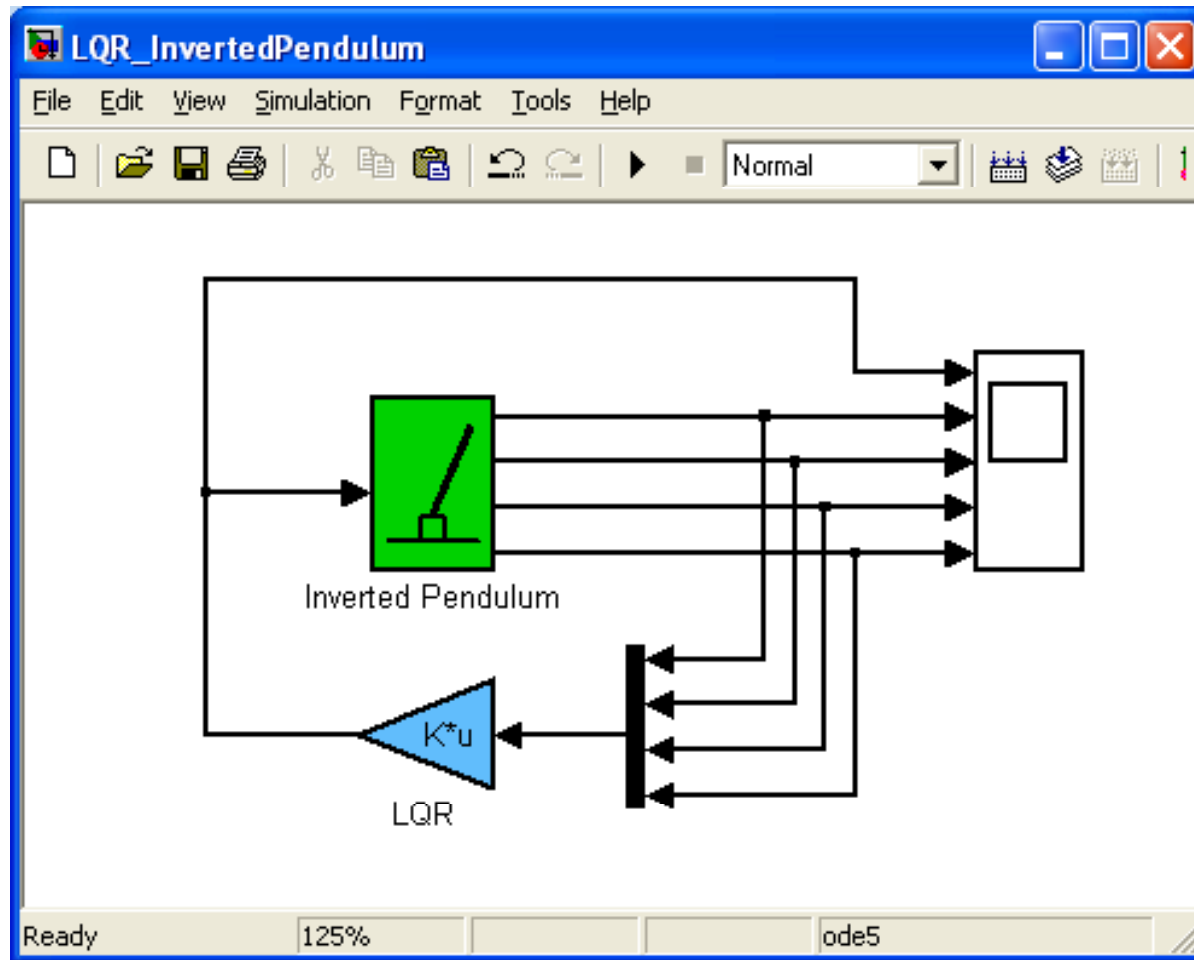 LQR_InvertedPendulum
File Edit View Simulation Format Tools Help
Normal
Inverted Pendulum
K*u
LQR
Ready 125% ode5